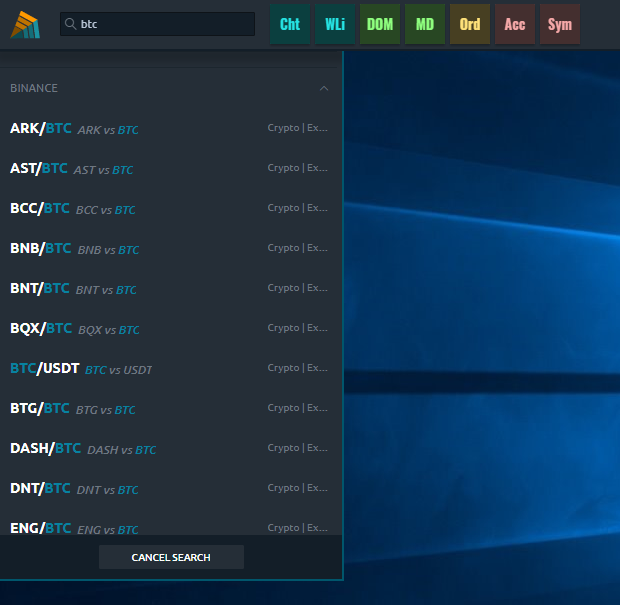 btc
Cht WLi DOM MD Ord Acc Sym
BINANCE
ARK/BTC ARK vs BTC Crypto | Ex...
AST/BTC AST vs BTC Crypto | Ex...
BCC/BTC BCC vs BTC Crypto | Ex...
BNB/BTC BNB vs BTC Crypto | Ex...
BNT/BTC BNT vs BTC Crypto | Ex...
BQX/BTC BQX vs BTC Crypto | Ex...
BTC/USDT BTC vs USDT Crypto | Ex...
BTG/BTC BTG vs BTC Crypto | Ex...
DASH/BTC DASH vs BTC Crypto | Ex...
DNT/BTC DNT vs BTC Crypto | Ex...
ENG/BTC ENG vs BTC Crypto | Ex...
CANCEL SEARCH